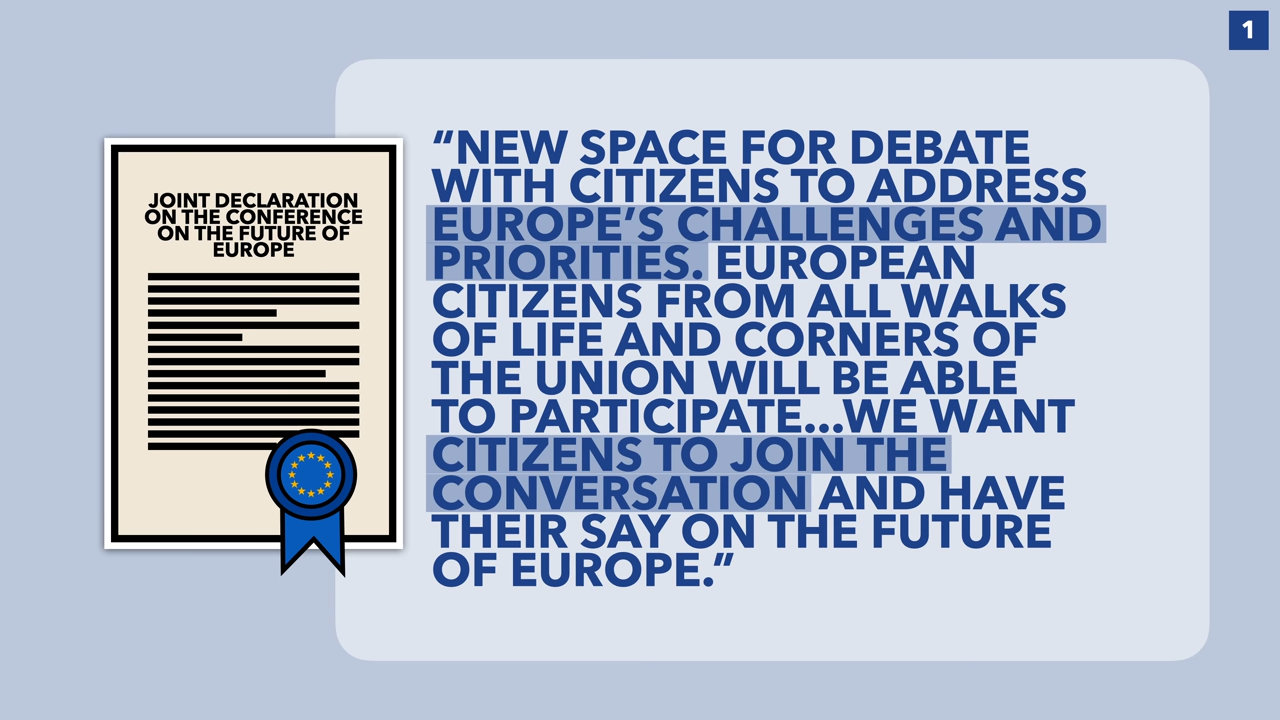 1
JOINT DECLARATION
ON THE CONFERENCE
ON THE FUTURE OF
EUROPE
“NEW SPACE FOR DEBATE
WITH CITIZENS TO ADDRESS
EUROPE’S CHALLENGES AND
PRIORITIES. EUROPEAN
CITIZENS FROM ALL WALKS
OF LIFE AND CORNERS OF
THE UNION WILL BE ABLE
TO PARTICIPATE...WE WANT
CITIZENS TO JOIN THE
CONVERSATION AND HAVE
THEIR SAY ON THE FUTURE
OF EUROPE.”